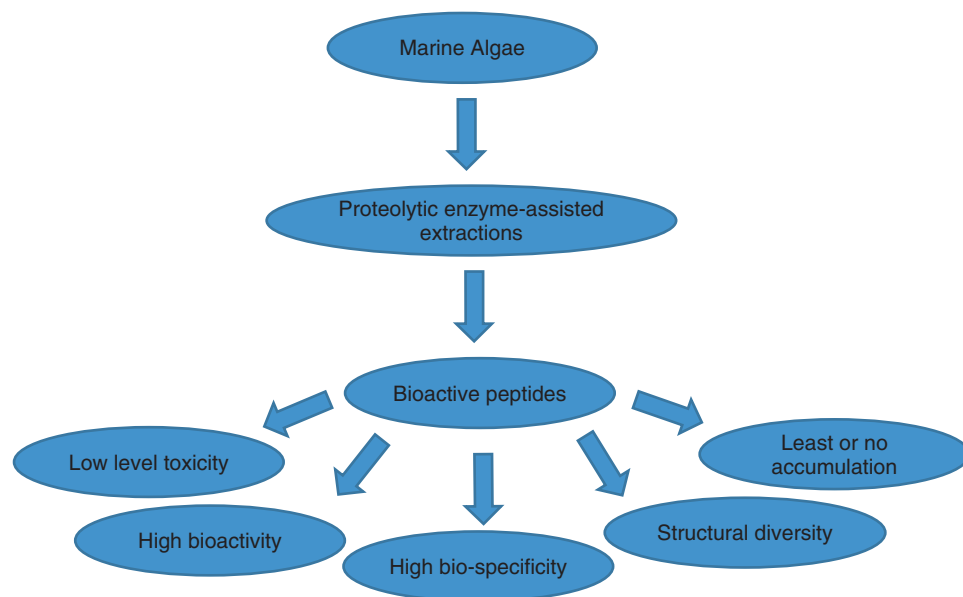 Marine Algae
Proteolytic enzyme-assisted
extractions
Bioactive peptides
Low level toxicity
High bioactivity
High bio-specificity
Structural diversity
Least or no
accumulation